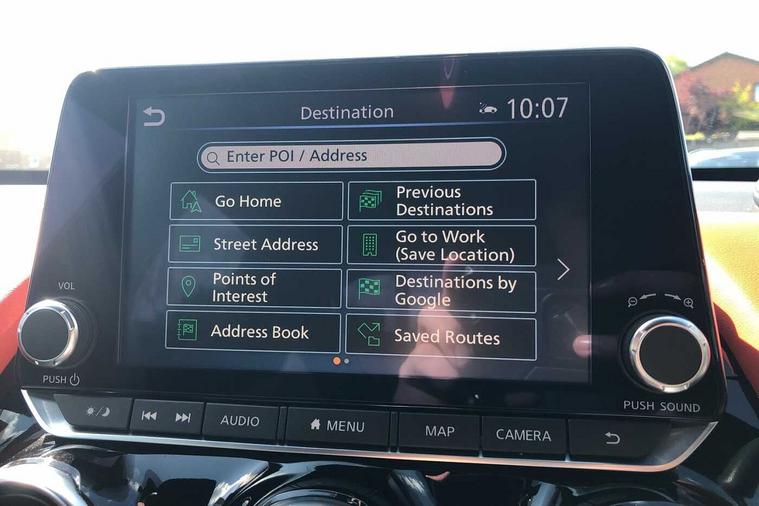 Destination
10:07
Enter POI / Address
Go Home
Previous
Destinations
Street Address
Go to Work
(Save Location)
Points of
Interest
Destinations by
Google
Address Book
Saved Routes
VOL
PUSH
PUSH SOUND
AUDIO
MENU
MAP
CAMERA